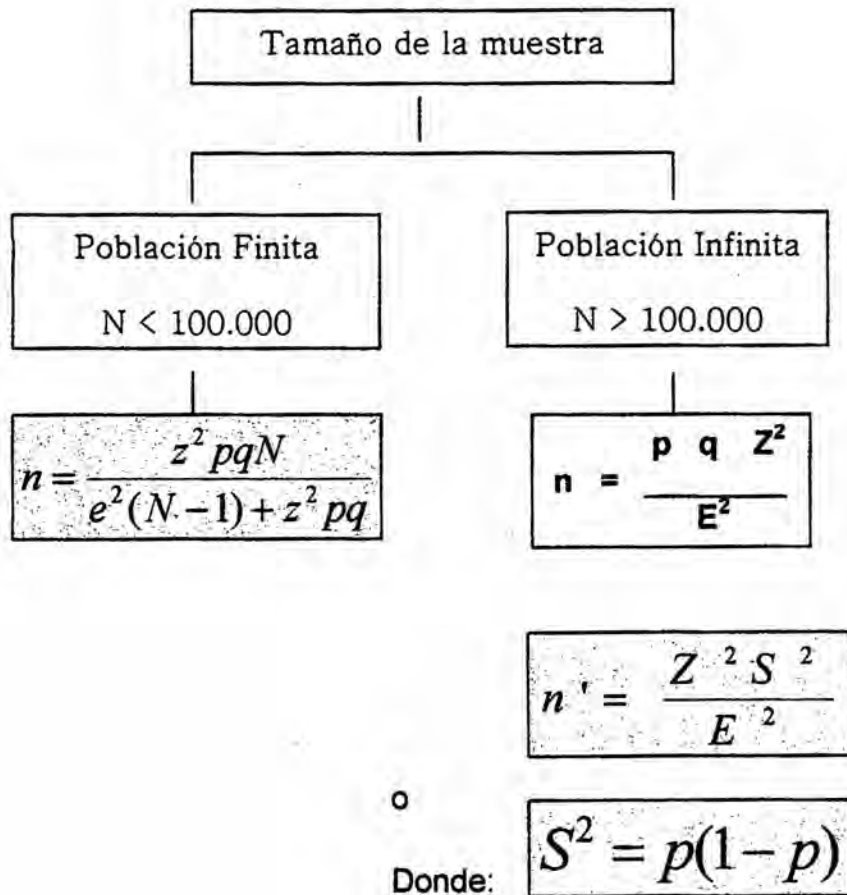 Tamaño de la muestra
Población Finita
N < 100.000
Población Infinita
N > 100.000
n = z² pqN / e²(N-1) + z² pq
n = p q Z² / E²
n ' = Z ² S ² / E ²
o
Donde: S² = p(1- p)